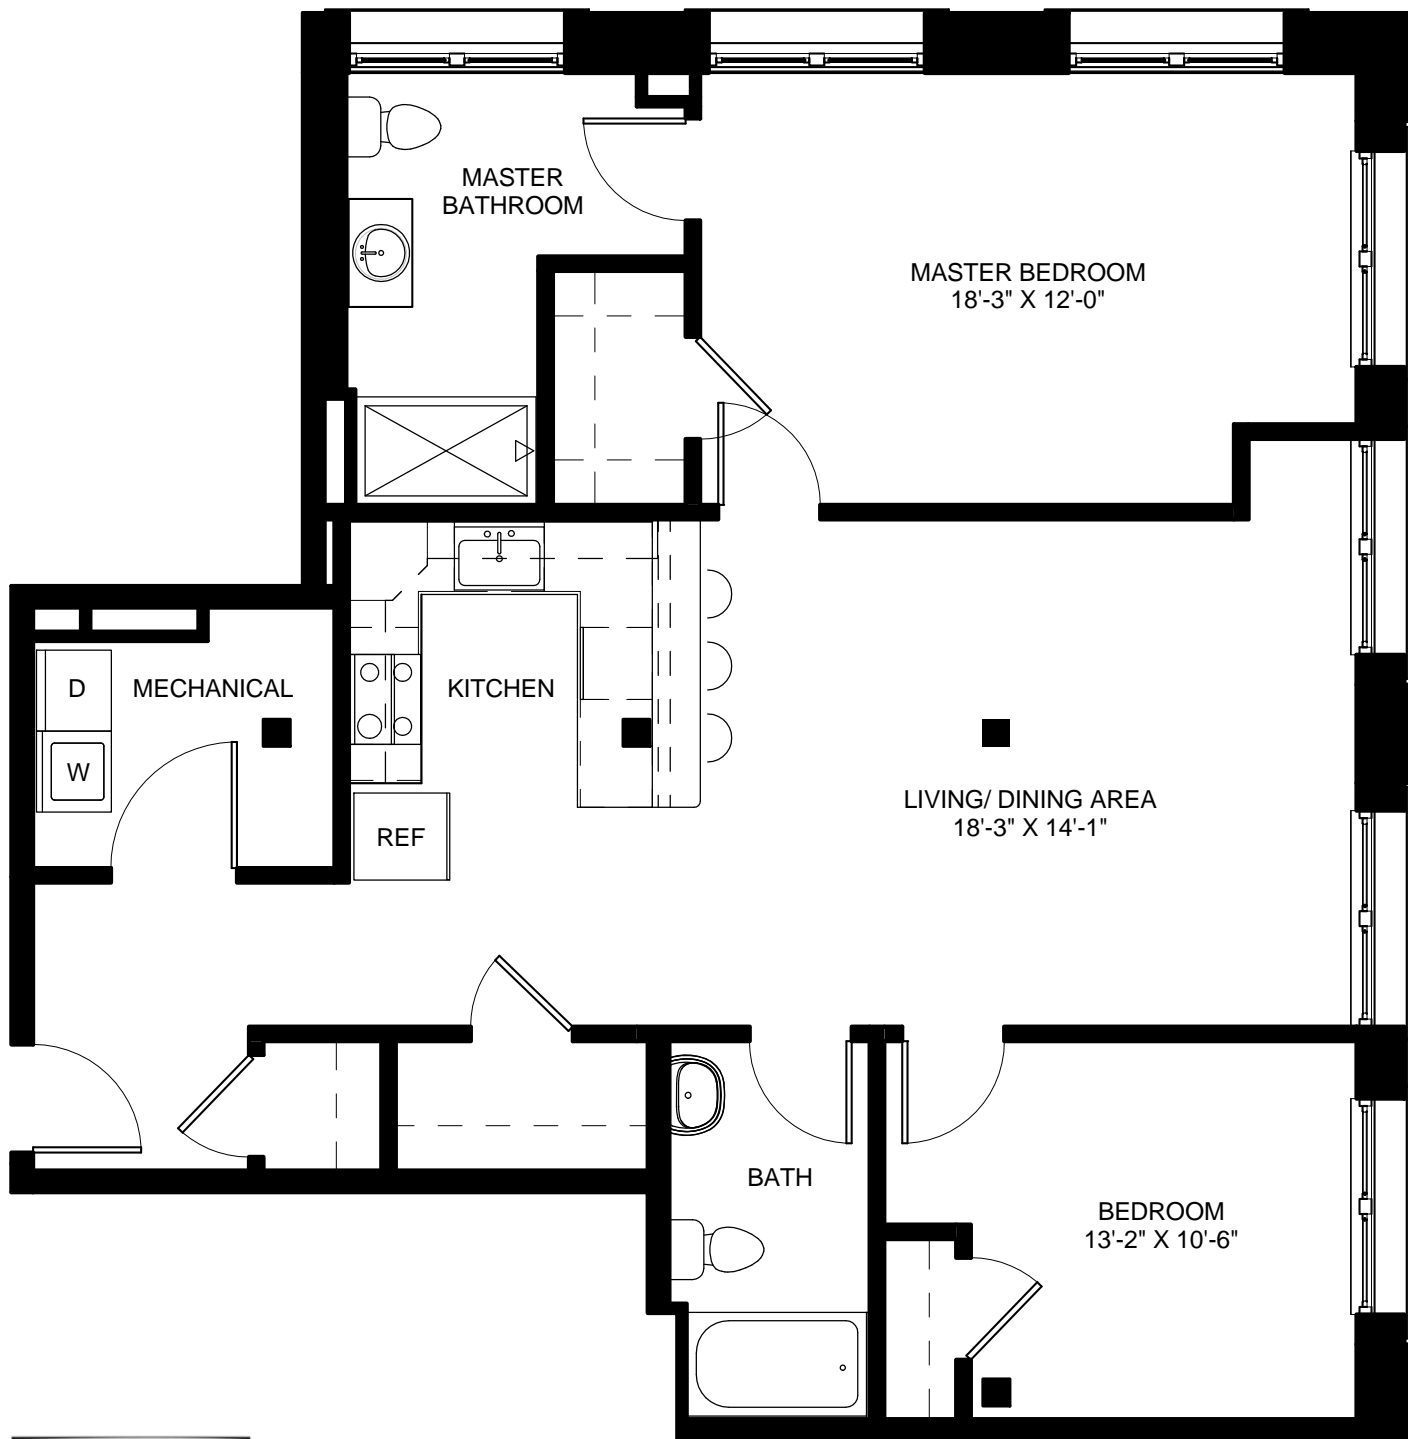 MASTER
BATHROOM
MASTER BEDROOM
18'-3" X 12'-0"
D
MECHANICAL
KITCHEN
W
LIVING/ DINING AREA
18'-3" X 14'-1"
REF
BATH
BEDROOM
13'-2" X 10'-6"